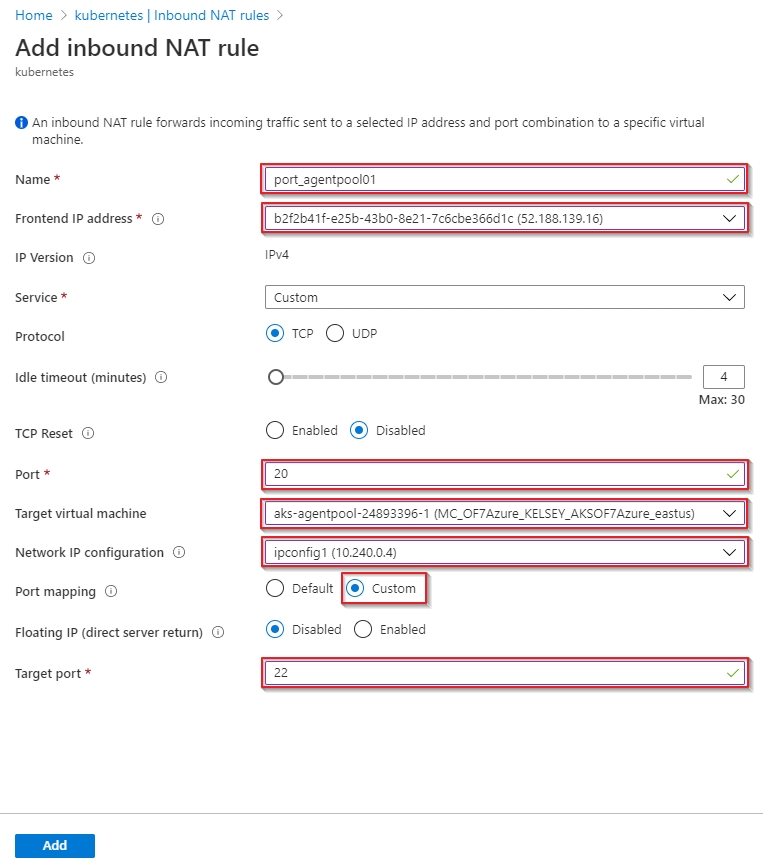 Home > kubernetes | Inbound NAT rules >
Add inbound NAT rule
kubernetes
An inbound NAT rule forwards incoming traffic sent to a selected IP address and port combination to a specific virtual
machine.
Name * port_agentpool01
Frontend IP address * b2f2b41f-e25b-43b0-8e21-7c6cbe366d1c (52.188.139.16)
IP Version IPv4
Service * Custom
Protocol TCP UDP
Idle timeout (minutes) 4
Max: 30
TCP Reset Enabled Disabled
Port * 20
Target virtual machine aks-agentpool-24893396-1 (MC_OF7Azure_KELSEY_AKSOF7Azure_eastus)
Network IP configuration ipconfig1 (10.240.0.4)
Port mapping Default Custom
Floating IP (direct server return) Disabled Enabled
Target port * 22
Add